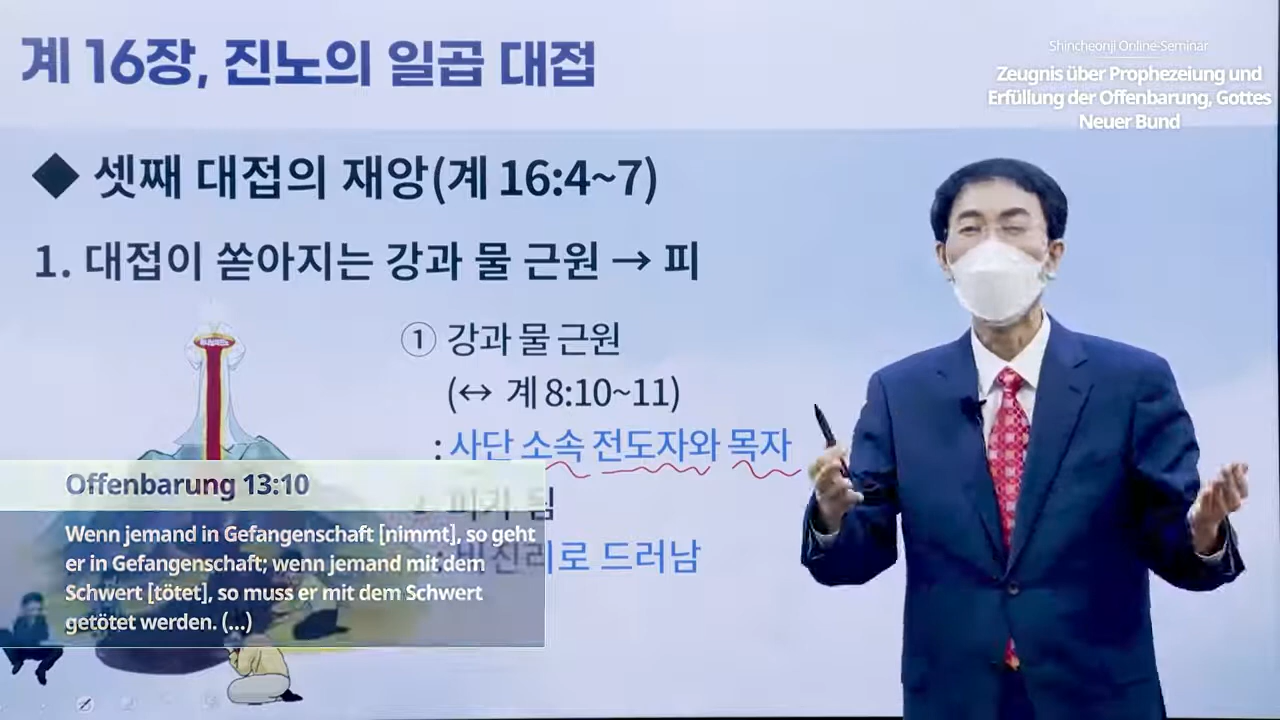 계 16장, 진노의 일곱 대접
Shincheonji Online-Seminar
Zeugnis über Prophezeiung und
Erfüllung der Offenbarung, Gottes
Neuer Bund
◆ 셋째 대접의 재앙(계 16:4~7)
1. 대접이 쏟아지는 강과 물 근원 → 피
① 강과 물 근원
(↔ 계 8:10~11)
: 사단 소속 전도자와 목자
피가 됨
비진리로 드러남
Offenbarung 13:10
Wenn jemand in Gefangenschaft [nimmt], so geht
er in Gefangenschaft; wenn jemand mit dem
Schwert [tötet], so muss er mit dem Schwert
getötet werden. (...)